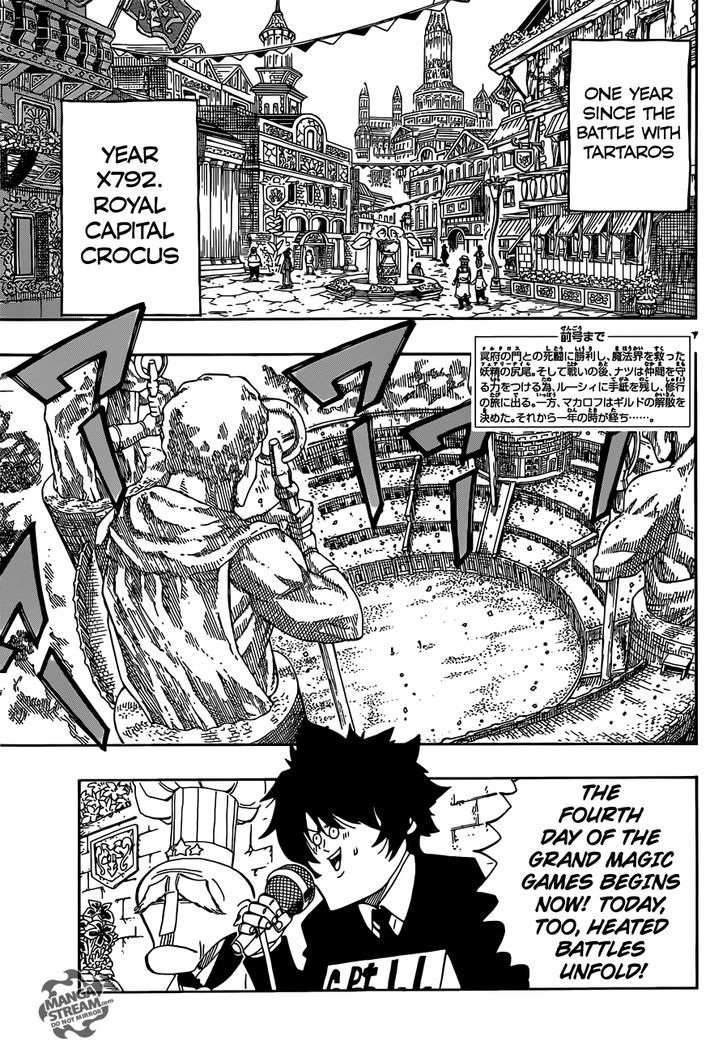 ONE YEAR
SINCE THE
BATTLE WITH
TARTAROS
YEAR
X792.
ROYAL
CAPITAL
CROCUS
前号まで
冥府の門との死闘に勝利し、魔法界を救った
妖精の尻尾。そして戦いの後、ナツは仲間を守
る力をつける為、ルーシィに手紙を残し、修行
の旅に出る。一方、マカロフはギルドの解散を
決めた。それから一年の時が経ち……。
THE
FOURTH
DAY OF THE
GRAND MAGIC
GAMES BEGINS
NOW! TODAY,
TOO, HEATED
BATTLES
UNFOLD!
MANGA
STREAM.com
DO NOT MIRROR!